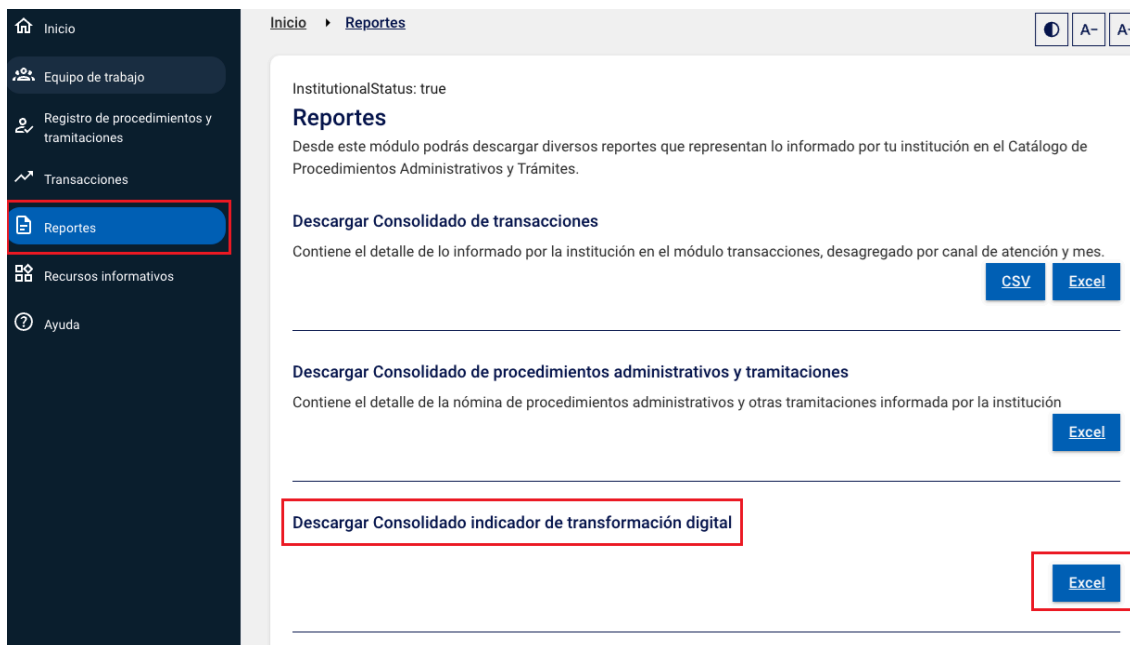 Inicio
Equipo de trabajo
Registro de procedimientos y
tramitaciones
Transacciones
Reportes
Recursos informativos
Ayuda
Inicio ▸ Reportes
A-
A-
InstitutionalStatus: true
Reportes
Desde este módulo podrás descargar diversos reportes que representan lo informado por tu institución en el Catálogo de
Procedimientos Administrativos y Trámites.
Descargar Consolidado de transacciones
Contiene el detalle de lo informado por la institución en el módulo transacciones, desagregado por canal de atención y mes.
CSV Excel
Descargar Consolidado de procedimientos administrativos y tramitaciones
Contiene el detalle de la nómina de procedimientos administrativos y otras tramitaciones informada por la institución
Excel
Descargar Consolidado indicador de transformación digital
Excel